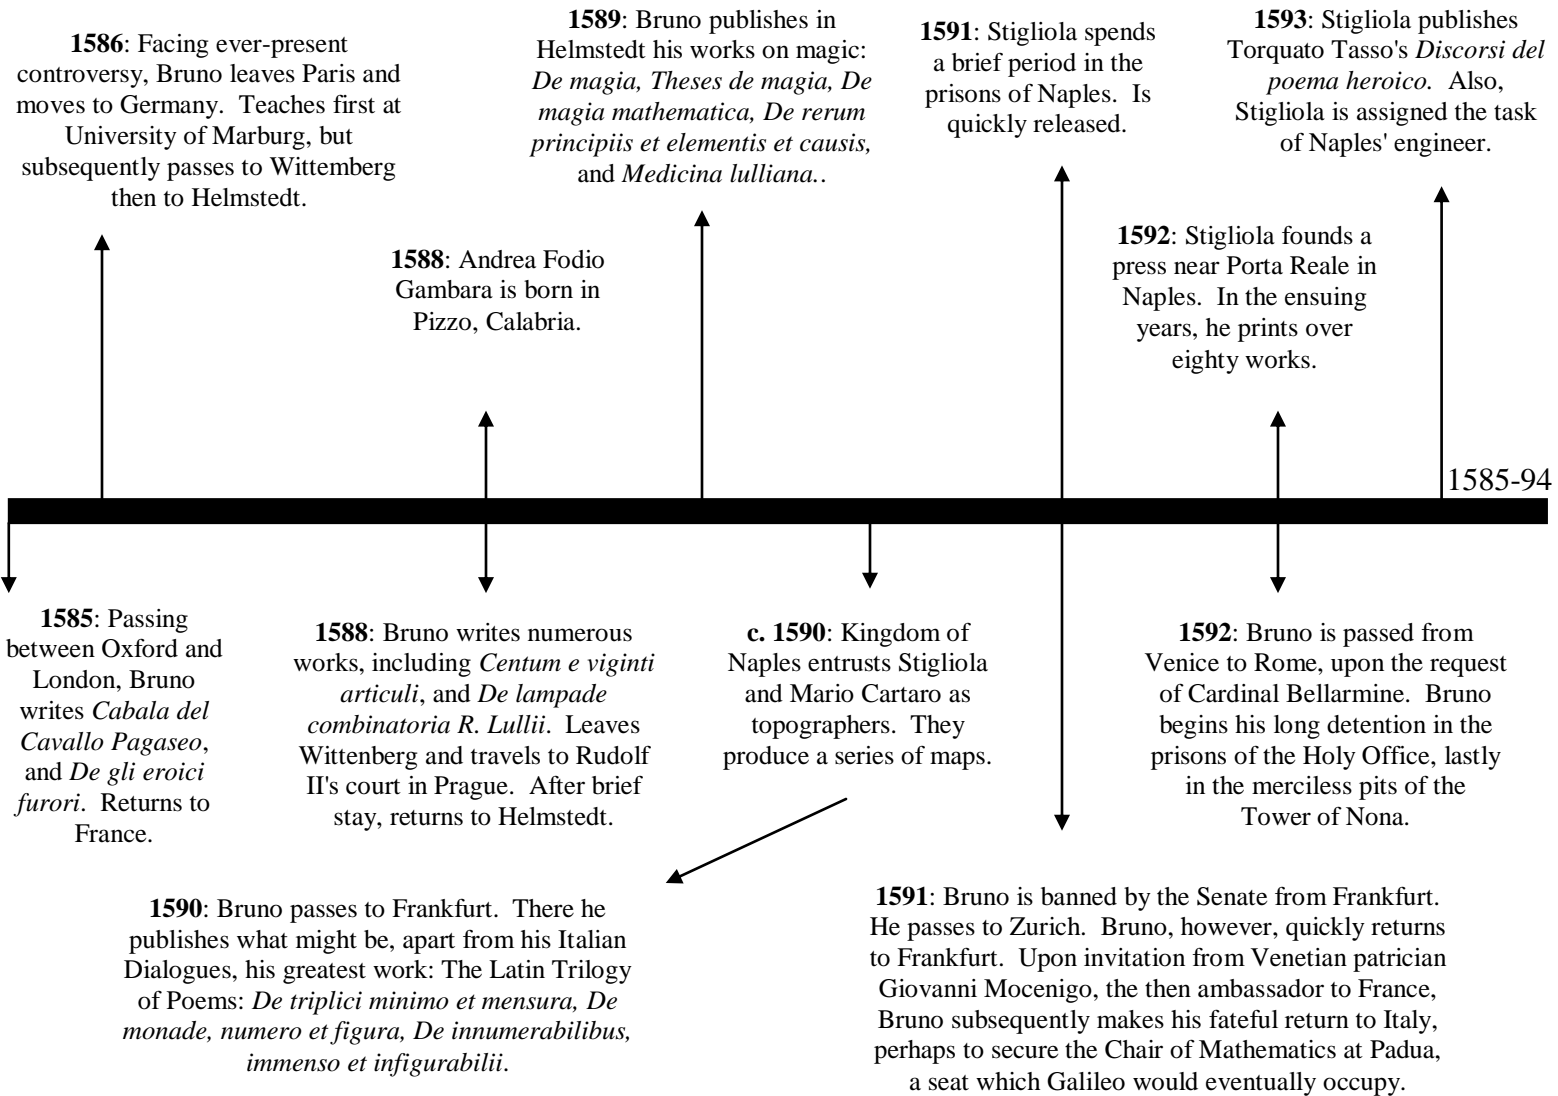 1586: Facing ever-present
controversy, Bruno leaves Paris and
moves to Germany. Teaches first at
University of Marburg, but
subsequently passes to Wittemberg
then to Helmstedt.
1588: Andrea Fodio
Gambara is born in
Pizzo, Calabria.
1589: Bruno publishes in
Helmstedt his works on magic:
De magia, Theses de magia, De
magia mathematica, De rerum
principiis et elementis et causis,
and Medicina lulliana..
1591: Stigliola spends
a brief period in the
prisons of Naples. Is
quickly released.
1592: Stigliola founds a
press near Porta Reale in
Naples. In the ensuing
years, he prints over
eighty works.
1593: Stigliola publishes
Torquato Tasso's Discorsi del
poema heroico. Also,
Stigliola is assigned the task
of Naples' engineer.
1585-94
1585: Passing
between Oxford and
London, Bruno
writes Cabala del
Cavallo Pagaseo,
and De gli eroici
furori. Returns to
France.
1588: Bruno writes numerous
works, including Centum e viginti
articuli, and De lampade
combinatoria R. Lullii. Leaves
Wittenberg and travels to Rudolf
II's court in Prague. After brief
stay, returns to Helmstedt.
c. 1590: Kingdom of
Naples entrusts Stigliola
and Mario Cartaro as
topographers. They
produce a series of maps.
1592: Bruno is passed from
Venice to Rome, upon the request
of Cardinal Bellarmine. Bruno
begins his long detention in the
prisons of the Holy Office, lastly
in the merciless pits of the
Tower of Nona.
1590: Bruno passes to Frankfurt. There he
publishes what might be, apart from his Italian
Dialogues, his greatest work: The Latin Trilogy
of Poems: De triplici minimo et mensura, De
monade, numero et figura, De innumerabilibus,
immenso et infigurabilii.
1591: Bruno is banned by the Senate from Frankfurt.
He passes to Zurich. Bruno, however, quickly returns
to Frankfurt. Upon invitation from Venetian patrician
Giovanni Mocenigo, the then ambassador to France,
Bruno subsequently makes his fateful return to Italy,
perhaps to secure the Chair of Mathematics at Padua,
a seat which Galileo would eventually occupy.